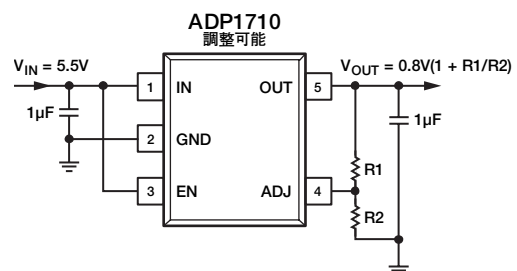 ADP1710
調整可能
V_IN = 5.5V
V_OUT = 0.8V(1 + R1/R2)
1 IN
OUT 5
1µF
1µF
2 GND
3 EN
ADJ 4
R1
R2